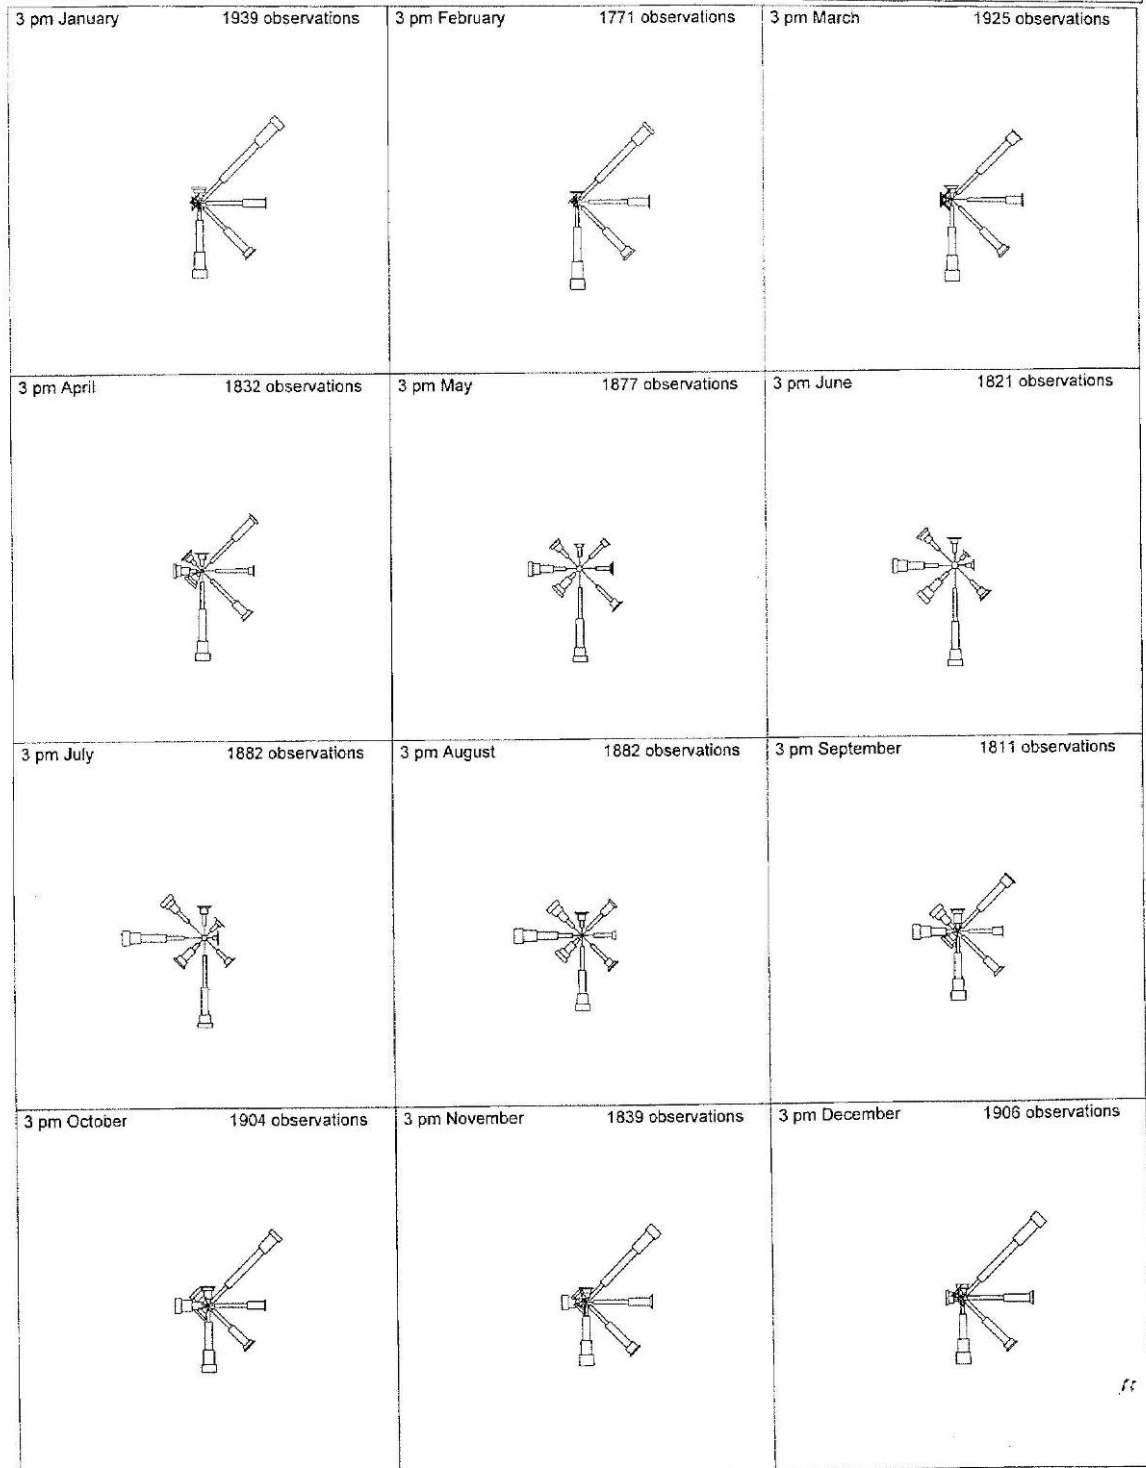 3 pm January 1939 observations
3 pm February 1771 observations
3 pm March 1925 observations
3 pm April 1832 observations
3 pm May 1877 observations
3 pm June 1821 observations
3 pm July 1882 observations
3 pm August 1882 observations
3 pm September 1811 observations
3 pm October 1904 observations
3 pm November 1839 observations
3 pm December 1906 observations